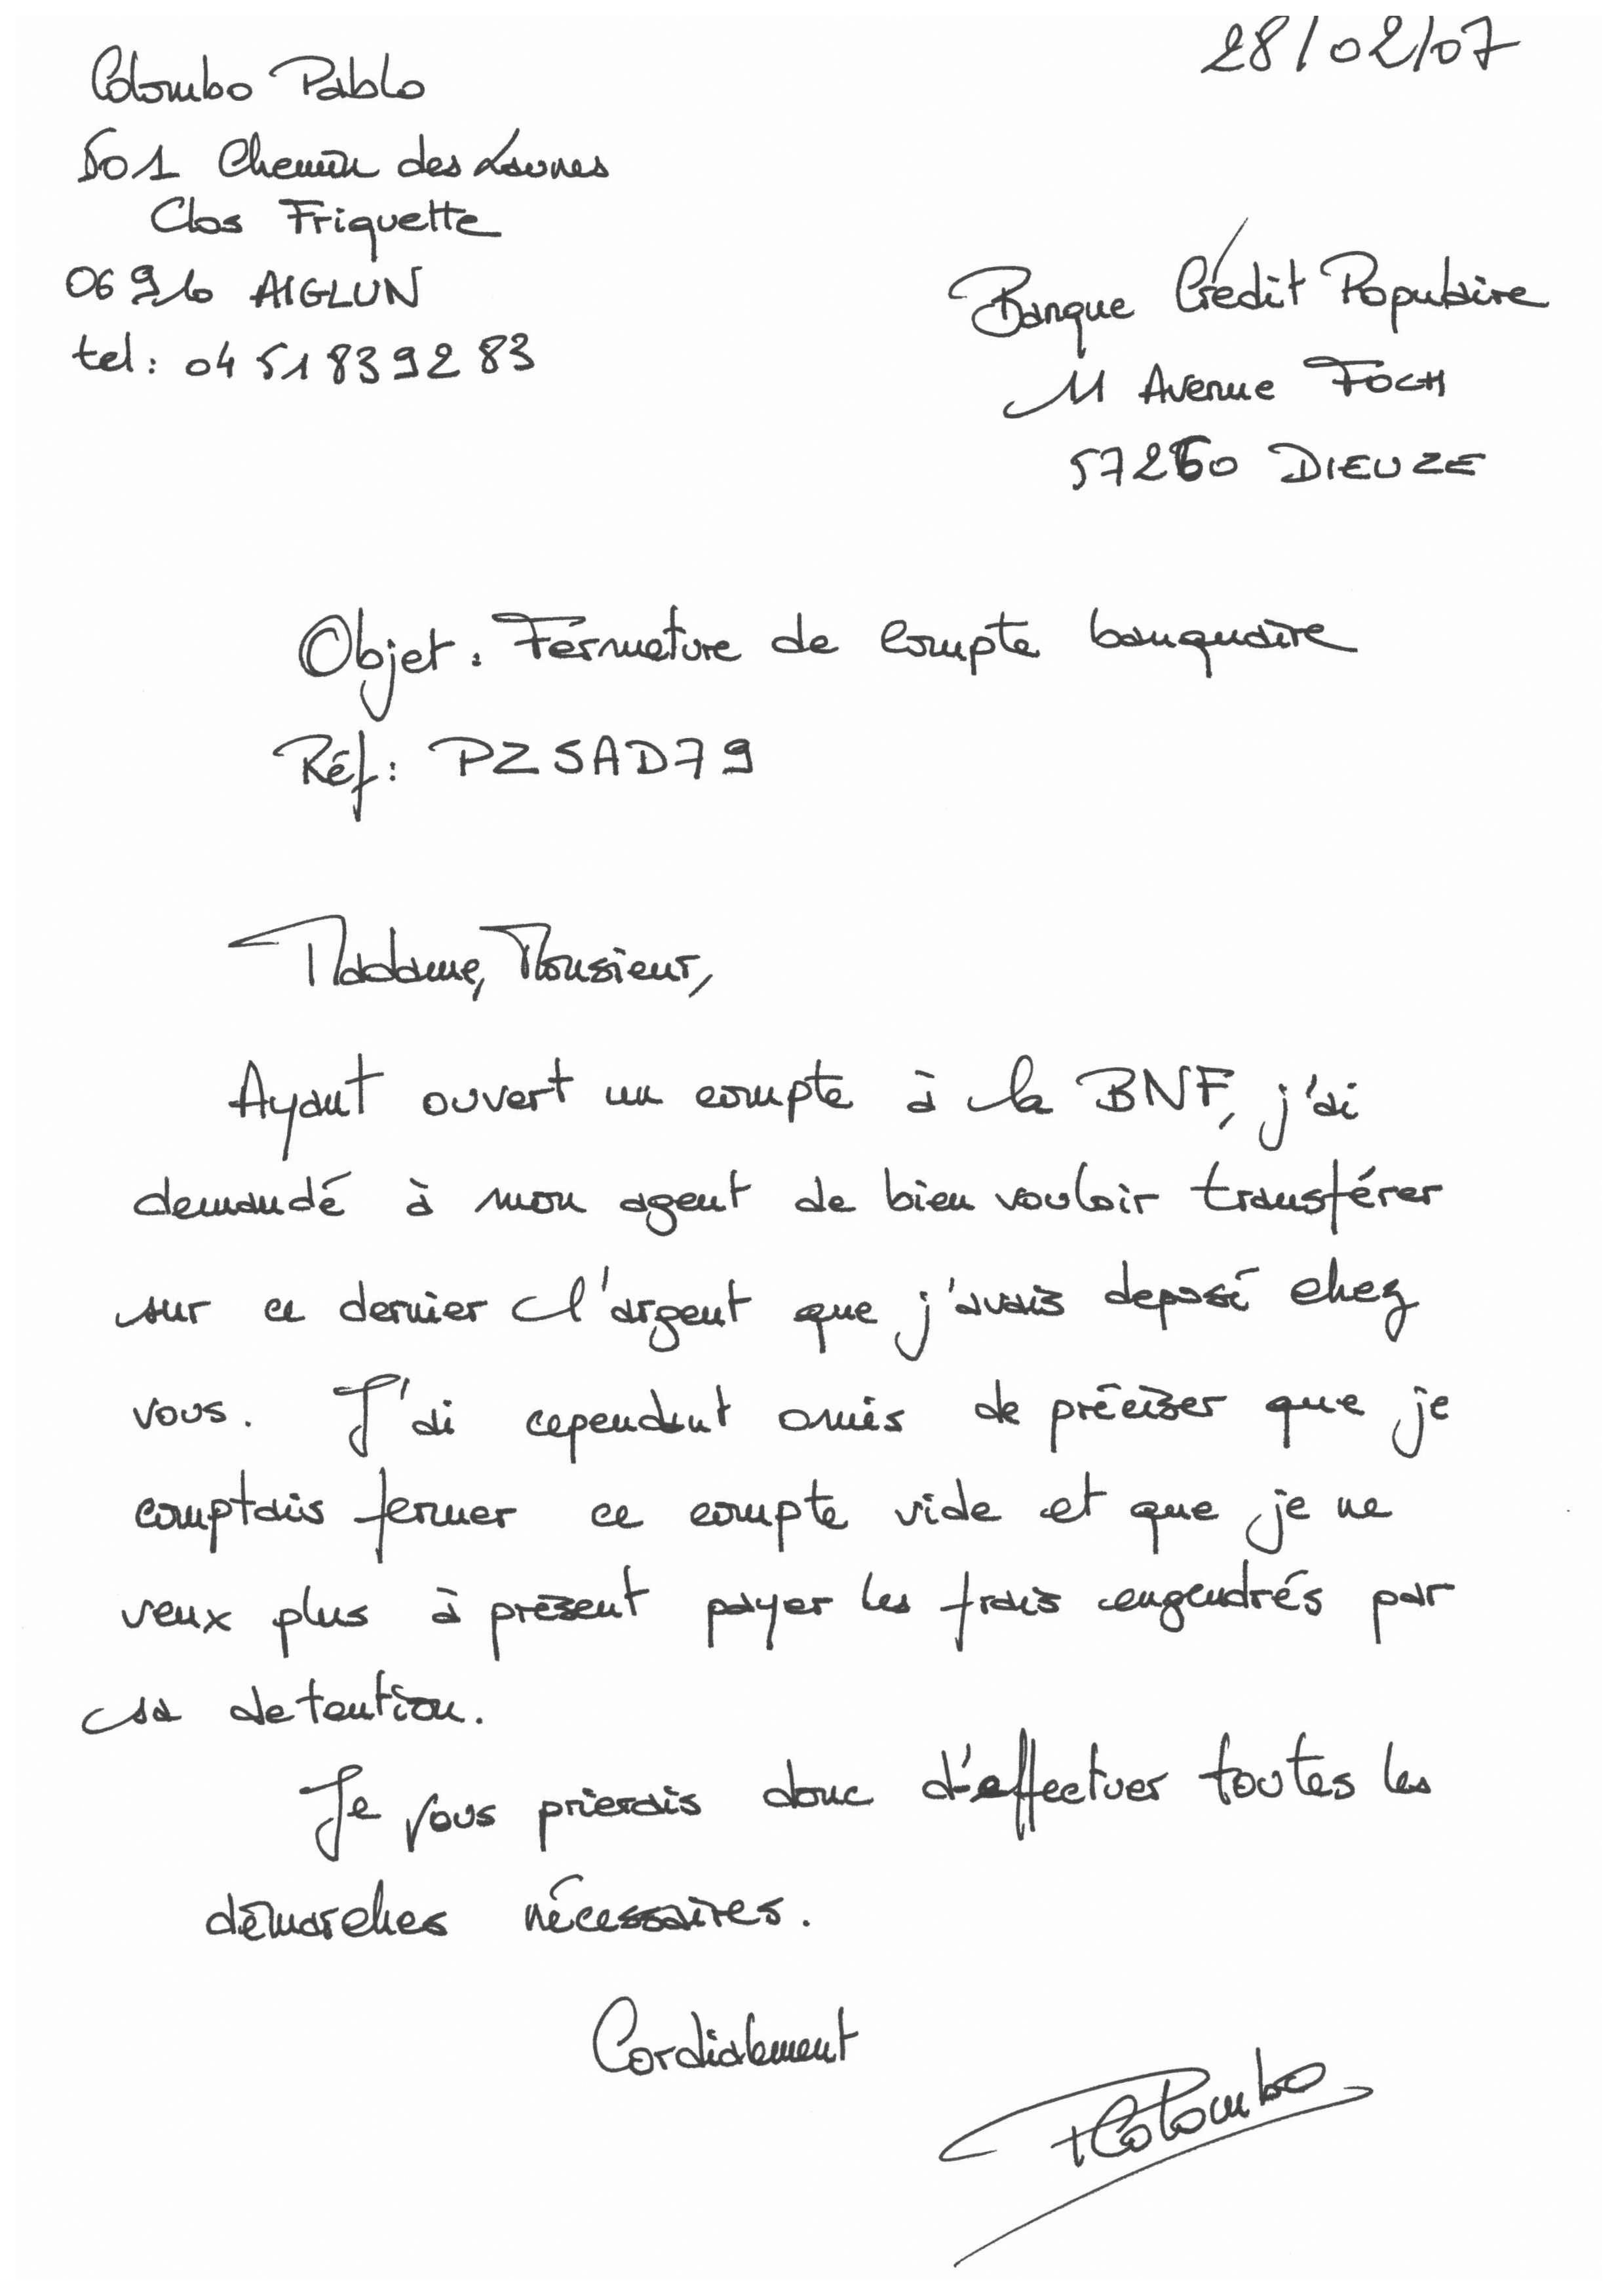 28/02/07
Colombo Pablo
501 Chemin des Launes
Clos Friquette
06910 AIGLUN
tel: 04 51 83 92 83
Banque Crédit Populaire
11 Avenue FOCH
57260 DIEUZE
Objet: Férmeture de compte banquaire
Réf: PZSAD79
Madame, Monsieur,
Ayant ouvert un compte à la BNF, j'ai
demandé à mon agent de bien vouloir transférer
sur ce dernier l'argent que j'avais deposé chez
vous. J'ai cependant omis de préciser que je
comptais fermer ce compte vide et que je ne
veux plus à présent payer les frais engendrés par
sa detention.
Je vous prierais donc d'effectuer toutes les
démarches nécessaires.
Cordialement
PColombo